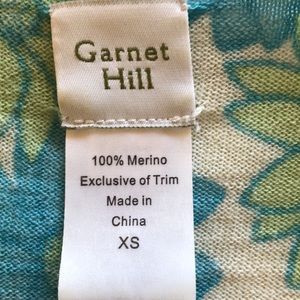 Garnet
Hill
100% Merino
Exclusive of Trim
Made in
China
XS